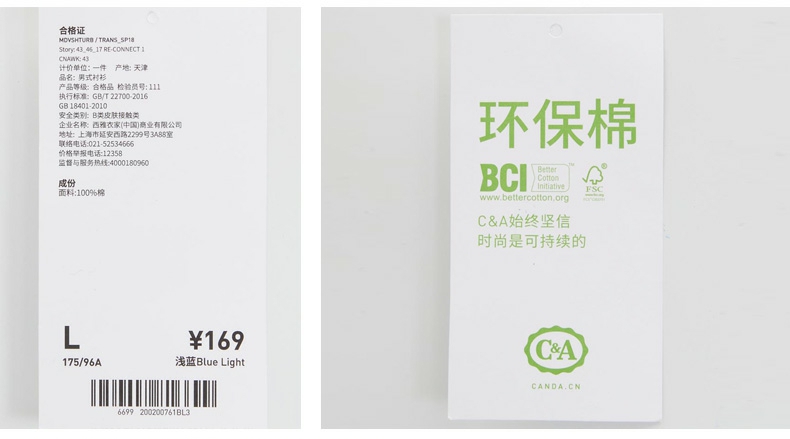 合格证
MDVSHTURB / TRANS_SP18
Story: 43_46_17 RE-CONNECT 1
CNAWK: 43
计价单位: 一件 产地: 天津
品名: 男式衬衫
产品等级: 合格品 检验员号: 111
执行标准: GB/T 22700-2016
GB 18401-2010
安全类别: B类皮肤接触类
企业名称: 西雅衣家(中国)商业有限公司
地址: 上海市延安西路2299号3A88室
联络电话:021-52534666
价格举报电话:12358
监督与服务热线:4000180960
成份
面料:100%棉
L ¥169
175/96A 浅蓝Blue Light
6699 200200761BL3
环保棉
BCI Better
Cotton
Initiative
TM
FSC
®
www.bettercotton.org
C&A始终坚信
时尚是可持续的
C&A
CANDA.CN